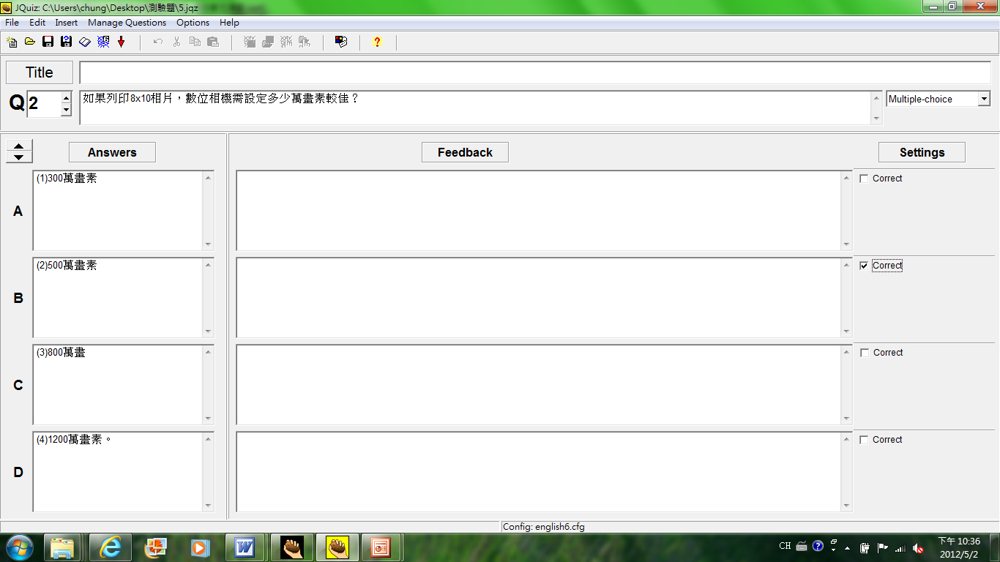 JQuiz: C:\Users\chung\Desktop\測驗題\5.jqz
File Edit Insert Manage Questions Options Help
Title
Q 2 如果列印8x10相片，數位相機需設定多少萬畫素較佳？ Multiple-choice
Answers Feedback Settings
A (1)300萬畫素 Correct
B (2)500萬畫素 Correct
C (3)800萬畫 Correct
D (4)1200萬畫素。 Correct
Config: english6.cfg
CH 下午 10:36
2012/5/2